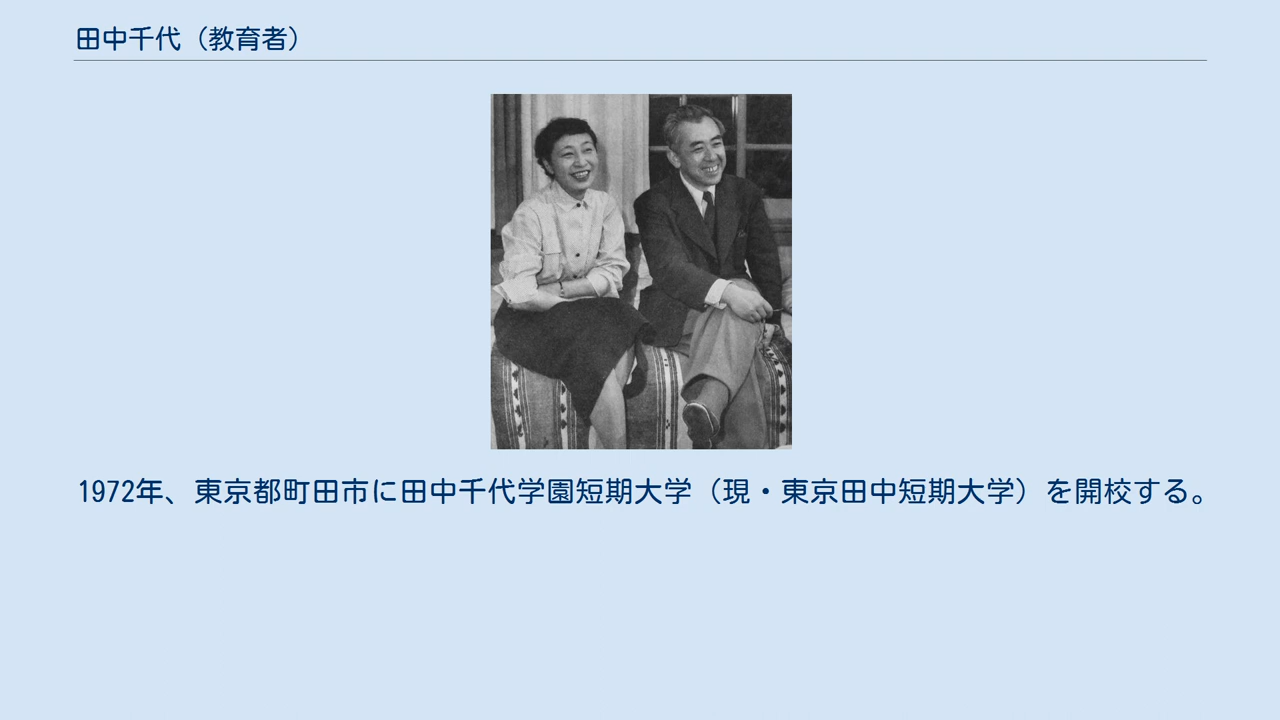 田中千代（教育者）
1972年、東京都町田市に田中千代学園短期大学（現・東京田中短期大学）を開校する。